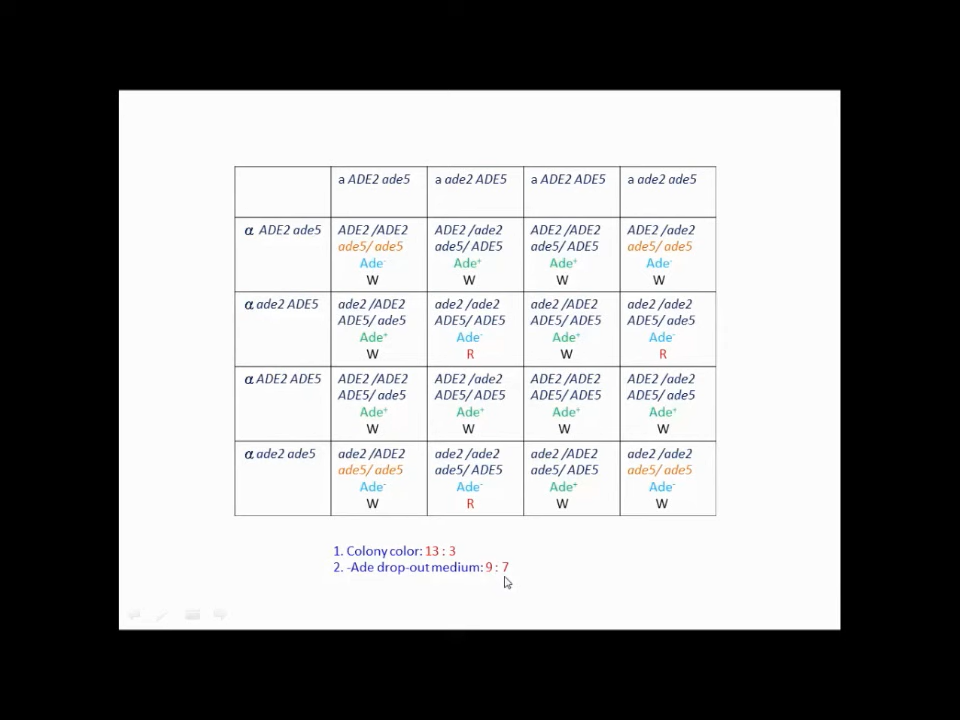 a ADE2 ade5 a ade2 ADE5 a ADE2 ADE5 a ade2 ade5
α ADE2 ade5 ADE2 /ADE2 ADE2 /ade2 ADE2 /ADE2 ADE2 /ade2
ade5/ ade5 ade5/ ADE5 ade5/ ADE5 ade5/ ade5
Ade⁻ Ade⁺ Ade⁺ Ade⁻
W W W W
α ade2 ADE5 ade2 /ADE2 ade2 /ade2 ade2 /ADE2 ade2 /ade2
ADE5/ ade5 ADE5/ ADE5 ADE5/ ADE5 ADE5/ ade5
Ade⁺ Ade⁻ Ade⁺ Ade⁻
W R W R
α ADE2 ADE5 ADE2 /ADE2 ADE2 /ade2 ADE2 /ADE2 ADE2 /ade2
ADE5/ ade5 ADE5/ ADE5 ADE5/ ADE5 ADE5/ ade5
Ade⁺ Ade⁺ Ade⁺ Ade⁺
W W W W
α ade2 ade5 ade2 /ADE2 ade2 /ade2 ade2 /ADE2 ade2 /ade2
ade5/ ade5 ade5/ ADE5 ade5/ ADE5 ade5/ ade5
Ade⁻ Ade⁻ Ade⁺ Ade⁻
W R W W
1. Colony color: 13 : 3
2. -Ade drop-out medium: 9 : 7